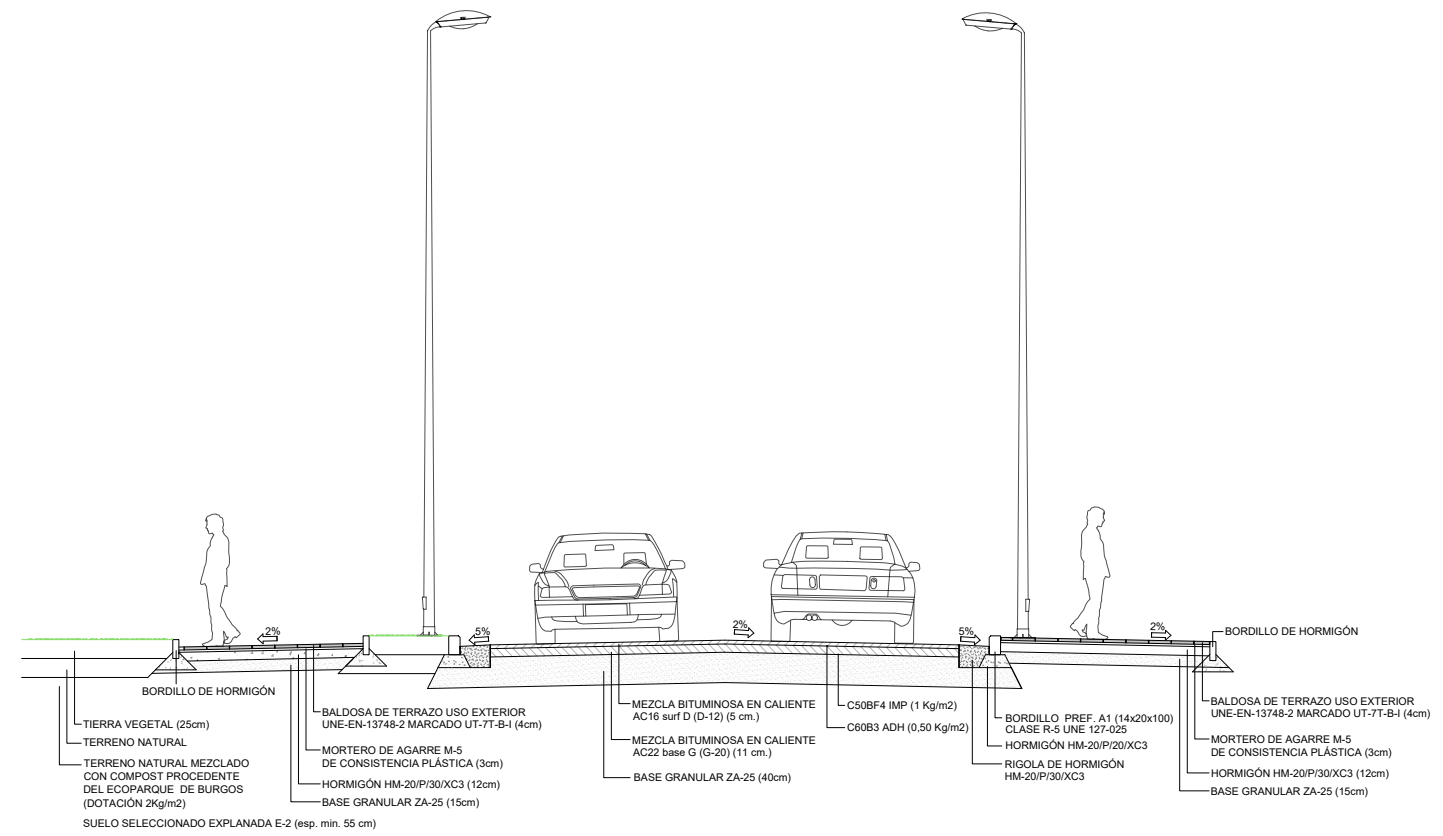 2%
5%
2%
5%
2%
BORDILLO DE HORMIGÓN
TIERRA VEGETAL (25cm)
TERRENO NATURAL
TERRENO NATURAL MEZCLADO
CON COMPOST PROCEDENTE
DEL ECOPARQUE DE BURGOS
(DOTACIÓN 2Kg/m2)
SUELO SELECCIONADO EXPLANADA E-2 (esp. min. 55 cm)
BALDOSA DE TERRAZO USO EXTERIOR
UNE-EN-13748-2 MARCADO UT-7T-B-I (4cm)
MORTERO DE AGARRE M-5
DE CONSISTENCIA PLÁSTICA (3cm)
HORMIGÓN HM-20/P/30/XC3 (12cm)
BASE GRANULAR ZA-25 (15cm)
MEZCLA BITUMINOSA EN CALIENTE
AC16 surf D (D-12) (5 cm.)
MEZCLA BITUMINOSA EN CALIENTE
AC22 base G (G-20) (11 cm.)
BASE GRANULAR ZA-25 (40cm)
C50BF4 IMP (1 Kg/m2)
C60B3 ADH (0,50 Kg/m2)
BORDILLO PREF. A1 (14x20x100)
CLASE R-5 UNE 127-025
HORMIGÓN HM-20/P/20/XC3
RIGOLA DE HORMIGÓN
HM-20/P/30/XC3
BORDILLO DE HORMIGÓN
BALDOSA DE TERRAZO USO EXTERIOR
UNE-EN-13748-2 MARCADO UT-7T-B-I (4cm)
MORTERO DE AGARRE M-5
DE CONSISTENCIA PLÁSTICA (3cm)
HORMIGÓN HM-20/P/30/XC3 (12cm)
BASE GRANULAR ZA-25 (15cm)